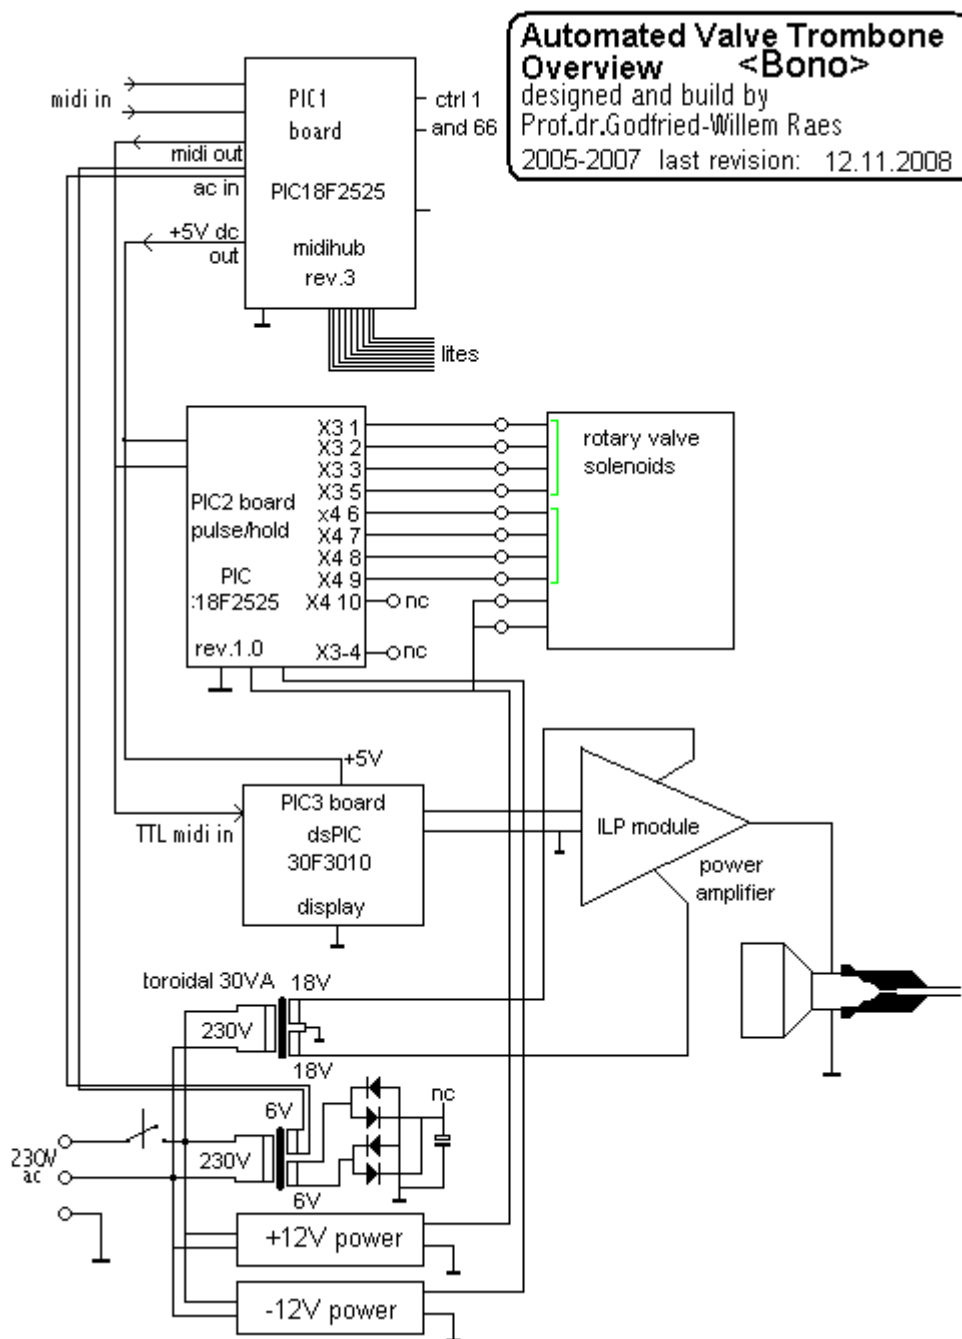 Automated Valve Trombone
Overview <Bono>
designed and build by
Prof.dr.Godfried-Willem Raes
2005-2007 last revision: 12.11.2008
midi in
PIC1
board
ctrl 1
and 66
midi out
ac in
PIC18F2525
+5V dc
out
midihub
rev.3
lites
X3 1
X3 2
X3 3
X3 5
x4 6
X4 7
X4 8
X4 9
X4 10
nc
X3-4
nc
PIC2 board
pulse/hold
PIC
:18F2525
rev.1.0
rotary valve
solenoids
+5V
TTL midi in
PIC3 board
dsPIC
30F3010
display
ILP module
power
amplifier
toroidal 30VA
18V
230V
18V
6V
230V
6V
nc
230V
ac
+12V power
-12V power